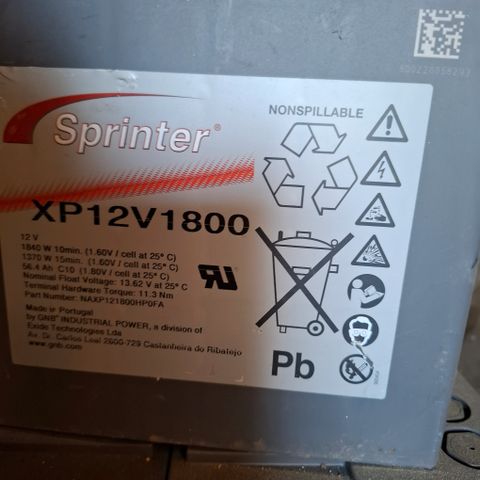 Sprinter®
NONSPILLABLE
XP12V1800
12 V
1840 W 10min. (1.60V / cell at 25° C)
1370 W 15min. (1.60V / cell at 25° C)
56.4 Ah C10 (1.80V / cell at 25° C)
Nominal Float Voltage: 13.62 V at 25° C
Terminal Hardware Torque: 11.3 Nm
Part Number: NAXP121800HP0FA
Made in Portugal
by GNB® INDUSTRIAL POWER, a division of
Exide Technologies Lda
Av. Dr. Carlos Leal 2600-729 Castanheira do Ribatejo
www.gnb.com
Pb